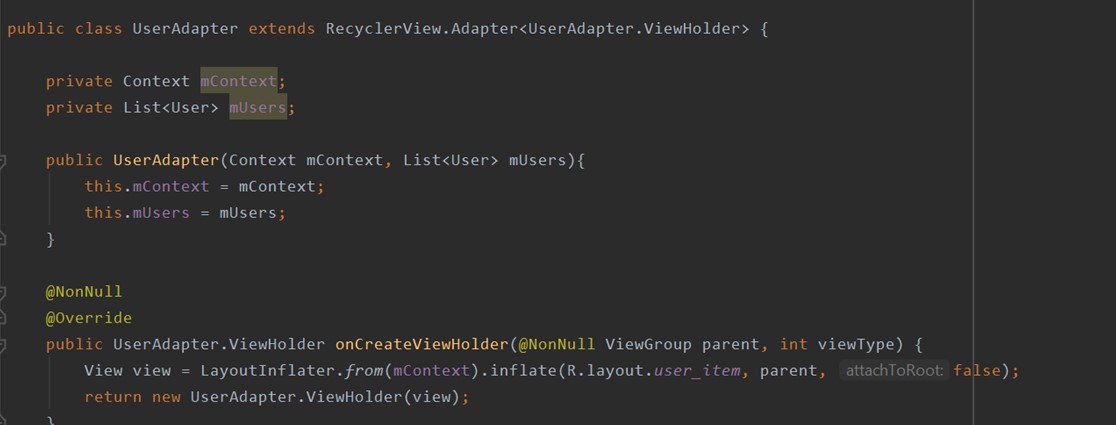 public class UserAdapter extends RecyclerView.Adapter<UserAdapter.ViewHolder> {
private Context mContext;
private List<User> mUsers;
public UserAdapter(Context mContext, List<User> mUsers){
this.mContext = mContext;
this.mUsers = mUsers;
}
@NonNull
@Override
public UserAdapter.ViewHolder onCreateViewHolder(@NonNull ViewGroup parent, int viewType) {
View view = LayoutInflater.from(mContext).inflate(R.layout.user_item, parent, attachToRoot: false);
return new UserAdapter.ViewHolder(view);
}